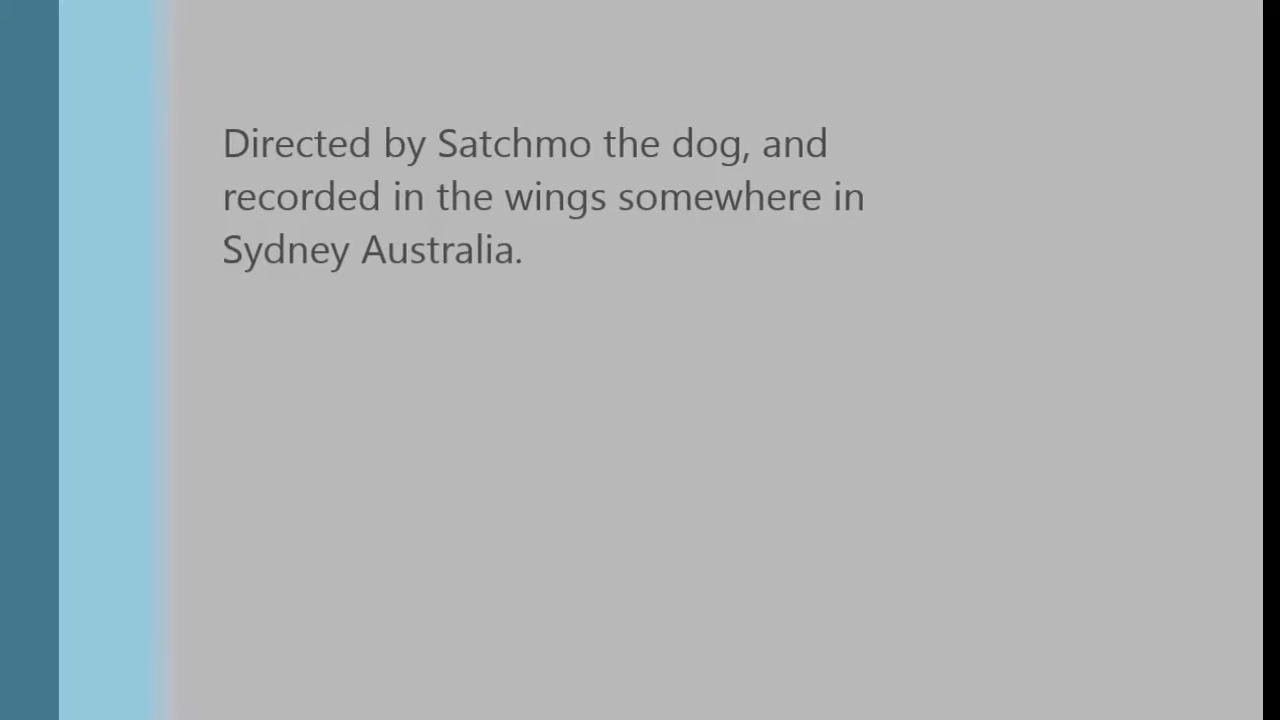 Directed by Satchmo the dog, and
recorded in the wings somewhere in
Sydney Australia.